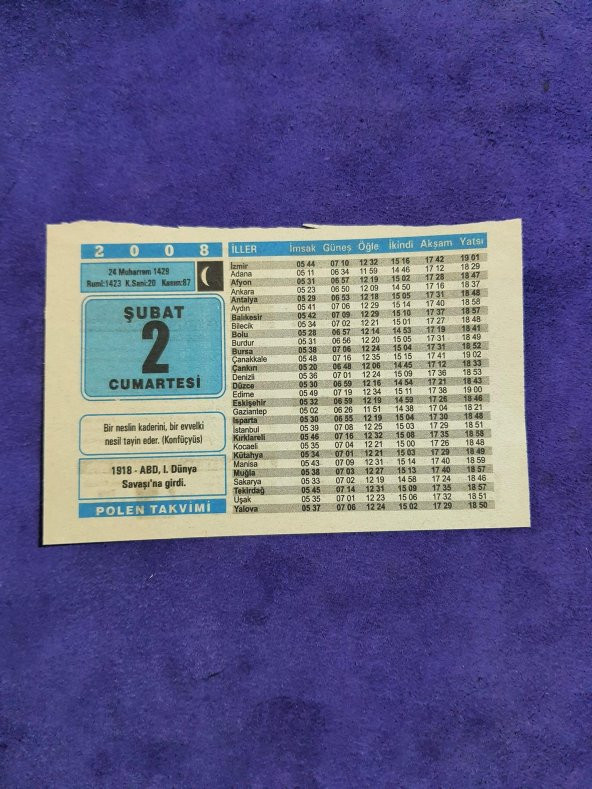 2 0 0 8
24 Muharrem 1429
Rumi:1423 K.Sani:20 Kasım:87
ŞUBAT
2
CUMARTESİ
Bir neslin kaderini, bir evvelki
nesil tayin eder. (Konfüçyüs)
1918 - ABD, I. Dünya
Savaşı'na girdi.
POLEN TAKVİMİ
İLLER İmsak Güneş Öğle İkindi Akşam Yatsı
İzmir 05 44 07 10 12 32 15 16 17 42 19 01
Adana 05 11 06 34 11 59 14 46 17 12 18 29
Afyon 05 31 06 57 12 19 15 02 17 28 18 47
Ankara 05 23 06 50 12 09 14 50 17 16 18 37
Antalya 05 29 06 53 12 18 15 05 17 31 18 48
Aydın 05 41 07 06 12 29 15 14 17 40 18 58
Balıkesir 05 42 07 09 12 29 15 10 17 37 18 57
Bilecik 05 34 07 02 12 21 15 01 17 27 18 48
Bolu 05 28 06 57 12 14 14 53 17 19 18 41
Burdur 05 31 06 56 12 20 15 05 17 31 18 49
Bursa 05 38 07 06 12 24 15 04 17 31 18 52
Çanakkale 05 48 07 16 12 35 15 15 17 41 19 02
Çankırı 05 20 06 48 12 06 14 45 17 12 18 33
Denizli 05 36 07 01 12 24 15 09 17 36 18 53
Düzce 05 30 06 59 12 16 14 54 17 21 18 43
Edirne 05 49 07 19 12 34 15 11 17 38 19 00
Eskişehir 05 32 06 59 12 19 14 59 17 26 18 46
Gaziantep 05 02 06 26 11 51 14 38 17 04 18 21
Isparta 05 30 06 55 12 19 15 04 17 30 18 48
İstanbul 05 39 07 08 12 25 15 03 17 29 18 51
Kırklareli 05 46 07 16 12 32 15 08 17 35 18 58
Kocaeli 05 35 07 04 12 21 15 00 17 26 18 48
Kütahya 05 34 07 01 12 21 15 03 17 29 18 49
Manisa 05 43 07 09 12 31 15 14 17 40 18 59
Muğla 05 38 07 03 12 27 15 13 17 40 18 57
Sakarya 05 33 07 02 12 19 14 58 17 24 18 46
Tekirdağ 05 45 07 14 12 31 15 09 17 35 18 57
Uşak 05 35 07 01 12 23 15 06 17 32 18 51
Yalova 05 37 07 06 12 24 15 02 17 29 18 50